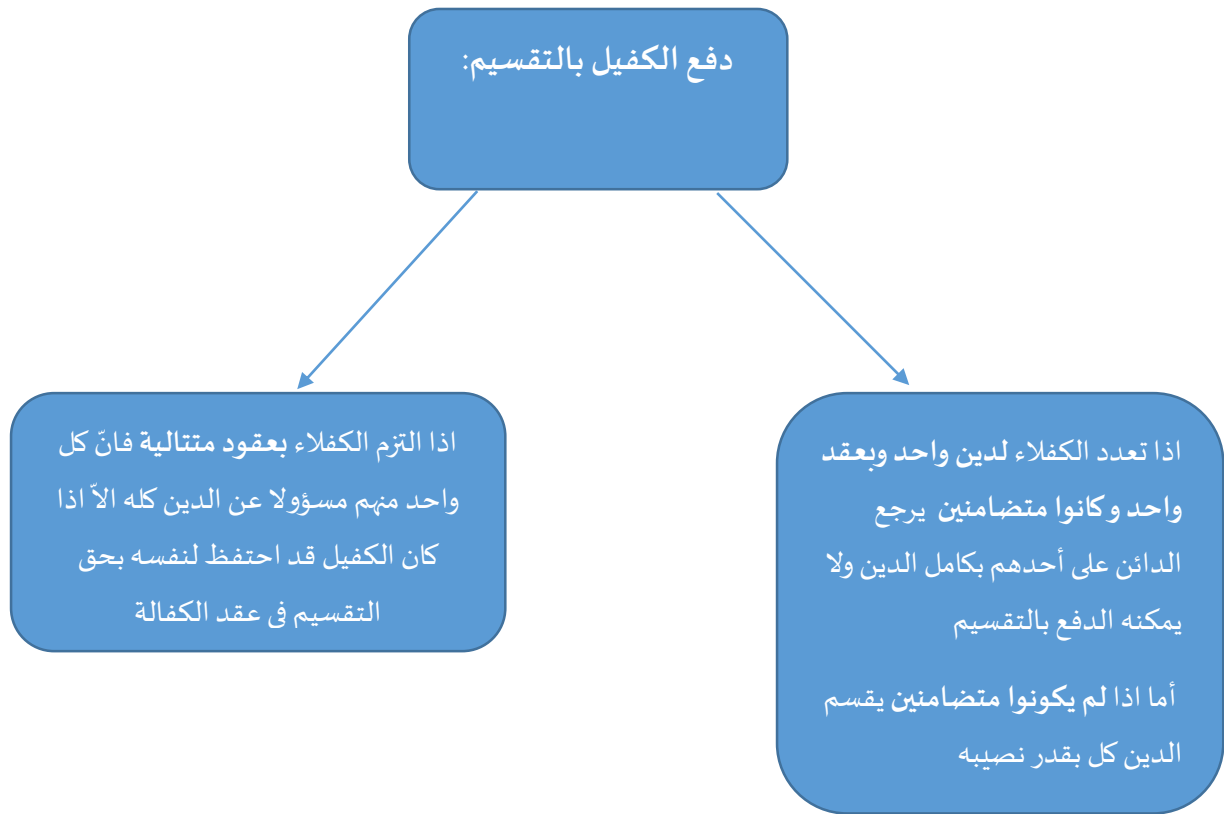 دفع الكفيل بالتقسيم:
اذا تعدد الكفلاء لدين واحد وبعقد
واحد وكانوا متضامنين يرجع
الدائن على أحدهم بكامل الدين ولا
يمكنه الدفع بالتقسيم
أما اذا لم يكونوا متضامنين يقسم
الدين كل بقدر نصيبه
اذا التزم الكفلاء بعقود متتالية فانّ كل
واحد منهم مسؤولا عن الدين كله الاّ اذا
كان الكفيل قد احتفظ لنفسه بحق
التقسيم في عقد الكفالة